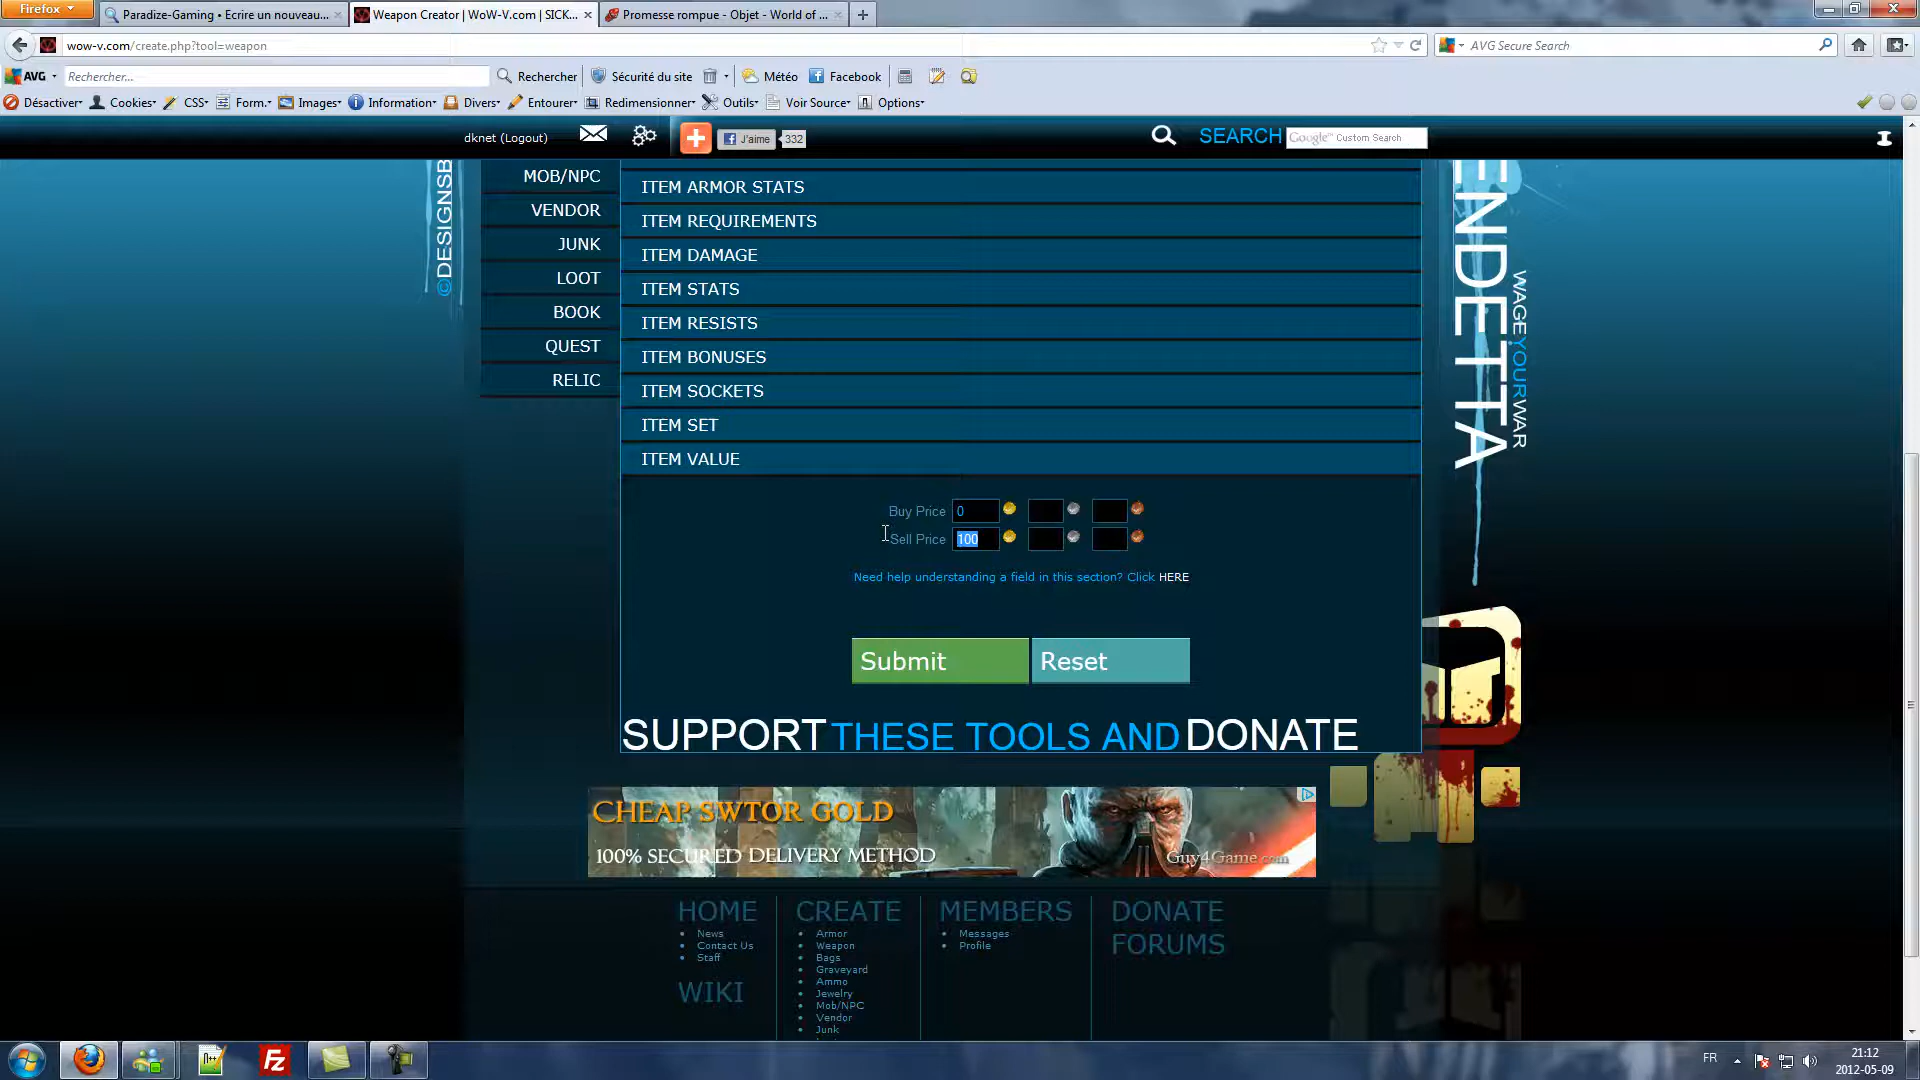 Firefox
Paradize-Gaming • Ecrire un nouveau...
Weapon Creator | WoW-V.com | SICK...
Promesse rompue - Objet - World of ...
wow-v.com/create.php?tool=weapon
AVG Secure Search
AVG
Rechercher...
Rechercher
Sécurité du site
Météo
Facebook
Désactiver
Cookies
CSS
Form.
Images
Information
Divers
Entourer
Redimensionner
Outils
Voir Source
Options
dknet (Logout)
J'aime
332
SEARCH
Google™ Custom Search
©DESIGNSB
MOB/NPC
VENDOR
JUNK
LOOT
BOOK
QUEST
RELIC
ITEM ARMOR STATS
ITEM REQUIREMENTS
ITEM DAMAGE
ITEM STATS
ITEM RESISTS
ITEM BONUSES
ITEM SOCKETS
ITEM SET
ITEM VALUE
ENDETTA
WAGEYOURWAR
Buy Price 0
Sell Price 100
Need help understanding a field in this section? Click HERE
Submit
Reset
SUPPORT THESE TOOLS AND DONATE
CHEAP SWTOR GOLD
100% SECURED DELIVERY METHOD
Guy4Game.com
HOME
News
Contact Us
Staff
WIKI
CREATE
Armor
Weapon
Bags
Graveyard
Ammo
Jewelry
Mob/NPC
Vendor
Junk
MEMBERS
Messages
Profile
DONATE
FORUMS
FR
21:12
2012-05-09